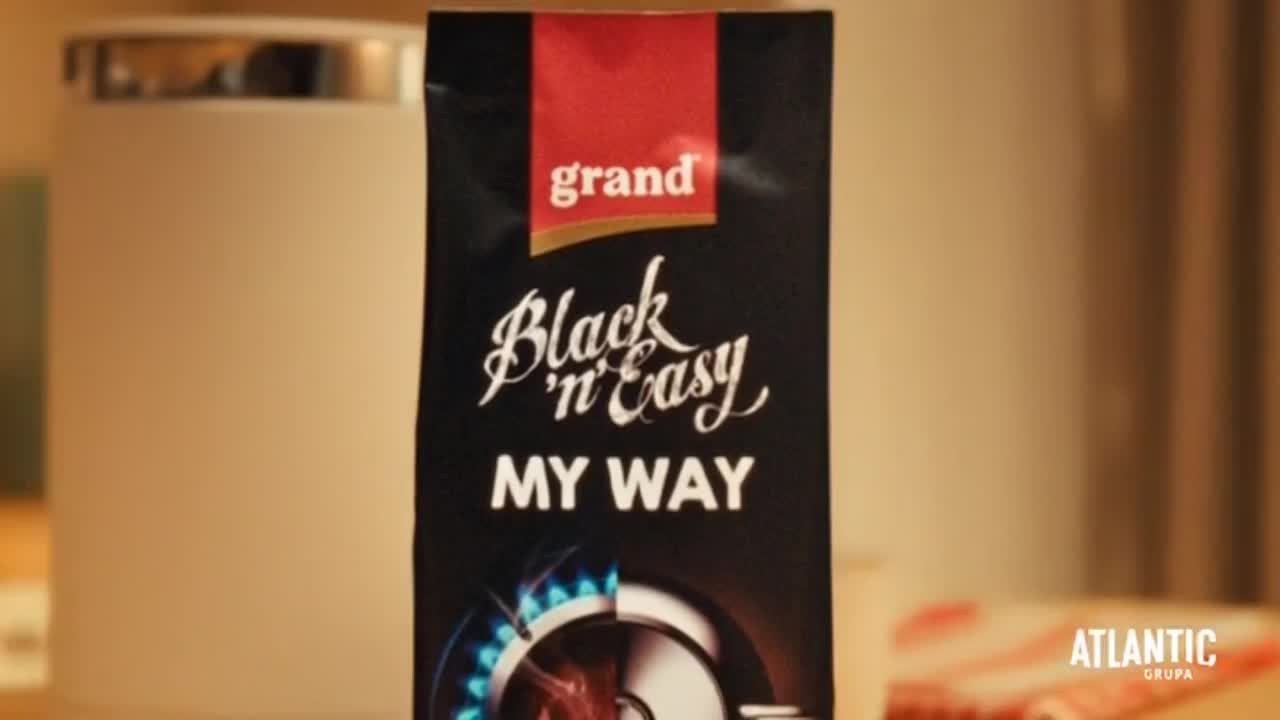 grand
Black
'n' Easy
MY WAY
ATLANTIC
GRUPA